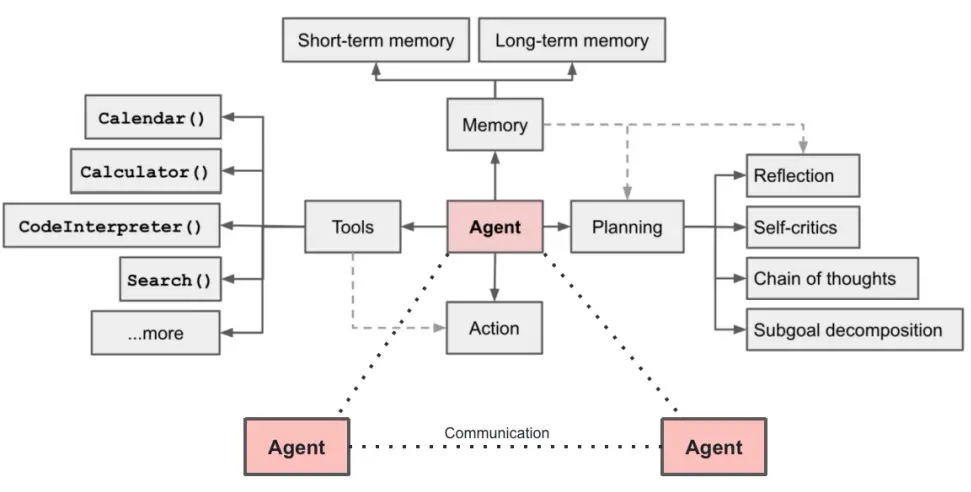 Short-term memory
Long-term memory
Calendar()
Memory
Calculator()
Reflection
CodeInterpreter()
Tools
Agent
Planning
Self-critics
Search()
Chain of thoughts
...more
Action
Subgoal decomposition
Agent
Communication
Agent